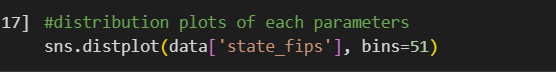 17] #distribution plots of each parameters
sns.distplot(data['state_fips'], bins=51)